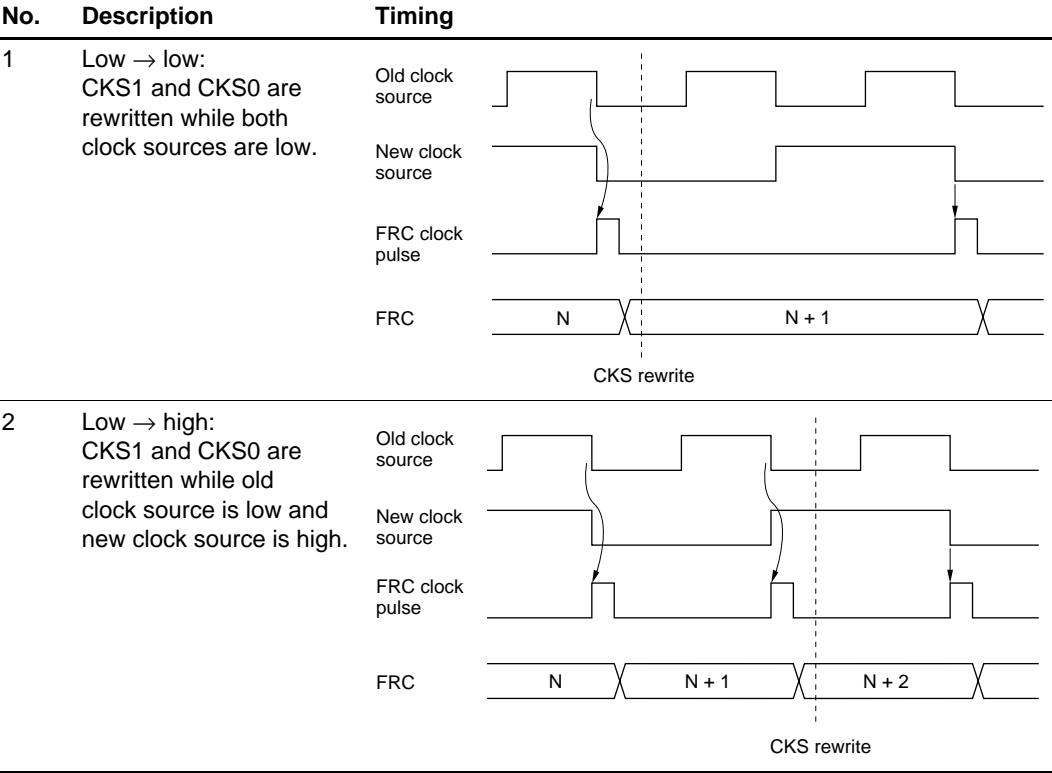 No. Description Timing
1 Low → low:
CKS1 and CKS0 are
rewritten while both
clock sources are low.
Old clock
source
New clock
source
FRC clock
pulse
FRC N N + 1
CKS rewrite
2 Low → high:
CKS1 and CKS0 are
rewritten while old
clock source is low and
new clock source is high.
Old clock
source
New clock
source
FRC clock
pulse
FRC N N + 1 N + 2
CKS rewrite